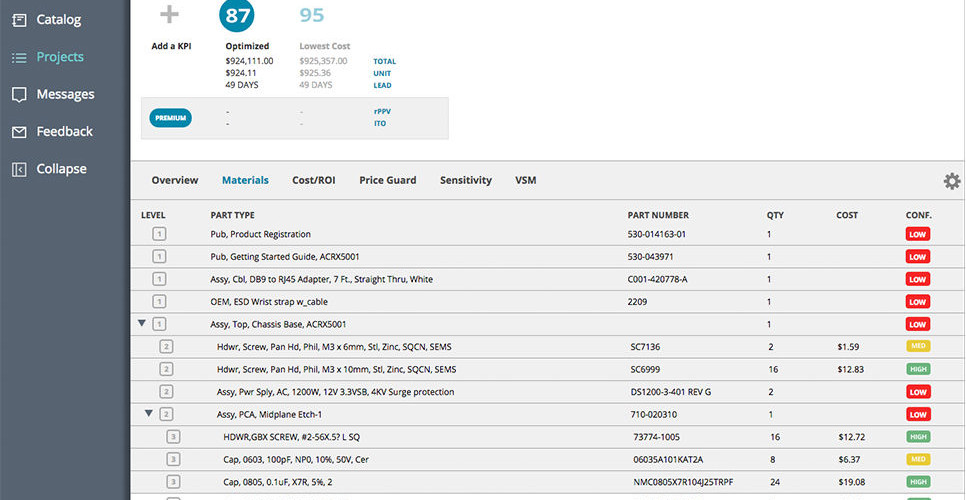 Catalog
Projects
Messages
Feedback
Collapse
87 95
Add a KPI Optimized Lowest Cost
$924,111.00 $925,357.00 TOTAL
$924.11 $925.36 UNIT
49 DAYS 49 DAYS LEAD
PREMIUM - - rPPV
- - ITO
Overview Materials Cost/ROI Price Guard Sensitivity VSM
LEVEL PART TYPE PART NUMBER QTY COST CONF.
1 Pub, Product Registration 530-014163-01 1 LOW
1 Pub, Getting Started Guide, ACRX5001 530-043971 1 LOW
1 Assy, Cbl, DB9 to RJ45 Adapter, 7 Ft., Straight Thru, White C001-420778-A 1 LOW
1 OEM, ESD Wrist strap w_cable 2209 1 LOW
1 Assy, Top, Chassis Base, ACRX5001 1 LOW
2 Hdwr, Screw, Pan Hd, Phil, M3 x 6mm, Stl, Zinc, SQCN, SEMS SC7136 2 $1.59 MED
2 Hdwr, Screw, Pan Hd, Phil, M3 x 10mm, Stl, Zinc, SQCN, SEMS SC6999 16 $12.83 HIGH
2 Assy, Pwr Sply, AC, 1200W, 12V 3.3VSB, 4KV Surge protection DS1200-3-401 REV G 2 LOW
2 Assy, PCA, Midplane Etch-1 710-020310 1 LOW
3 HDWR,GBX SCREW, #2-56X.5? L SQ 73774-1005 16 $12.72 HIGH
3 Cap, 0603, 100pF, NP0, 10%, 50V, Cer 06035A101KAT2A 8 $6.37 MED
3 Cap, 0805, 0.1uF, X7R, 5%, 2 NMC0805X7R104J25TRPF 24 $19.08 HIGH